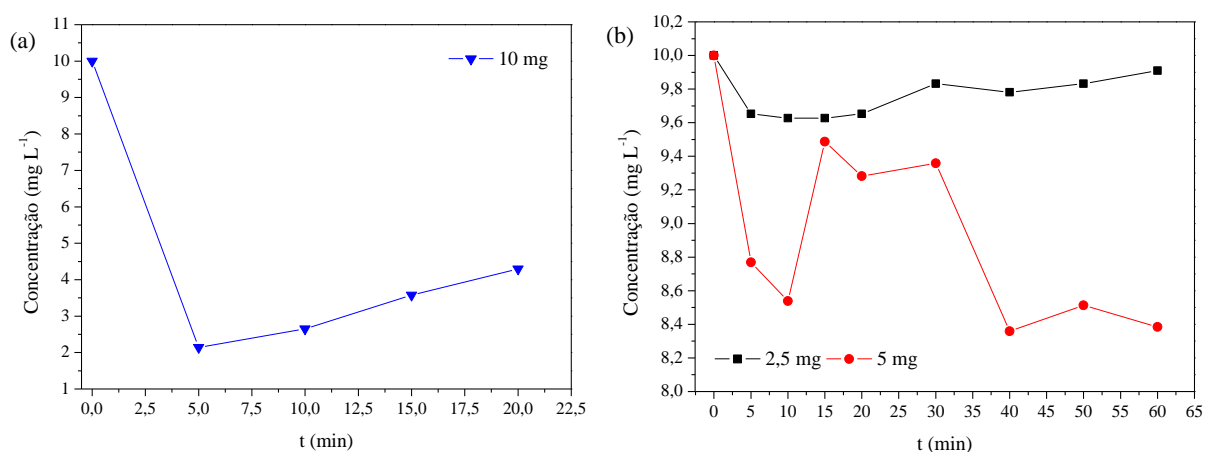 (a)
10 mg
Concentração (mg L⁻¹)
11
10
9
8
7
6
5
4
3
2
1
0,0 2,5 5,0 7,5 10,0 12,5 15,0 17,5 20,0 22,5
t (min)
(b)
Concentração (mg L⁻¹)
10,2
10,0
9,8
9,6
9,4
9,2
9,0
8,8
8,6
8,4
8,2
8,0
2,5 mg 5 mg
0 5 10 15 20 25 30 35 40 45 50 55 60 65
t (min)